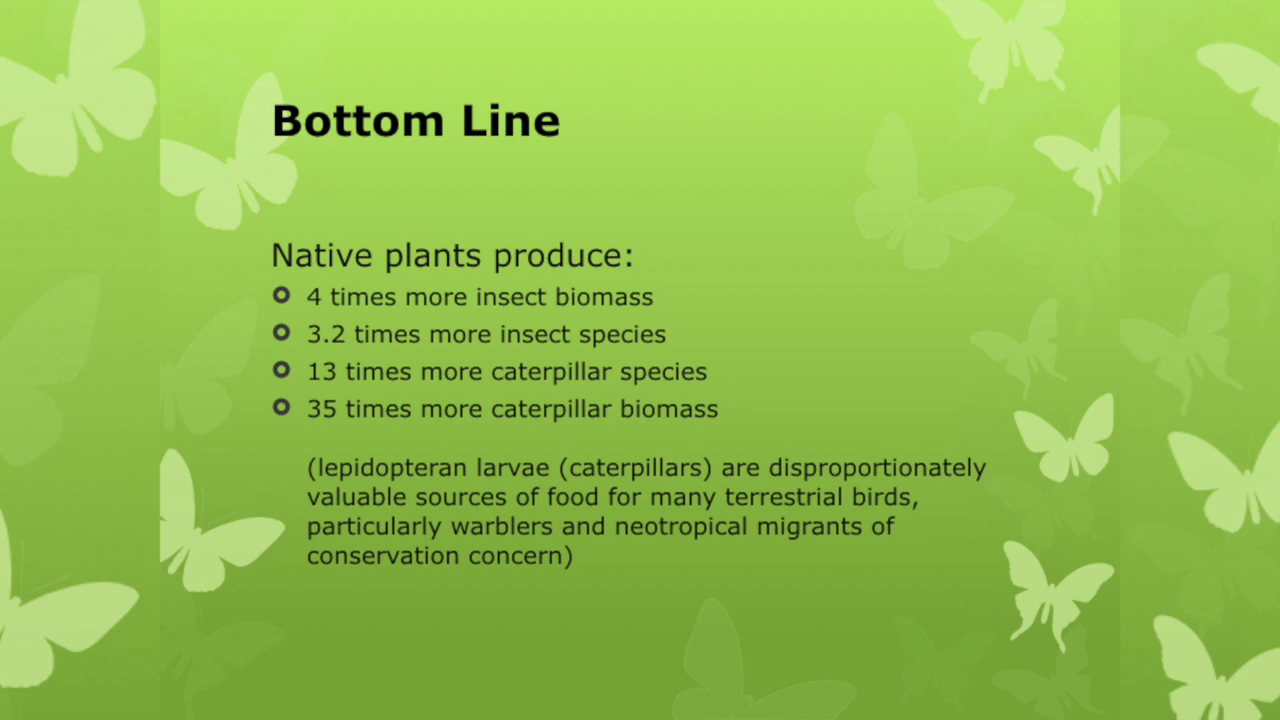 Bottom Line
Native plants produce:
4 times more insect biomass
3.2 times more insect species
13 times more caterpillar species
35 times more caterpillar biomass
(lepidopteran larvae (caterpillars) are disproportionately
valuable sources of food for many terrestrial birds,
particularly warblers and neotropical migrants of
conservation concern)